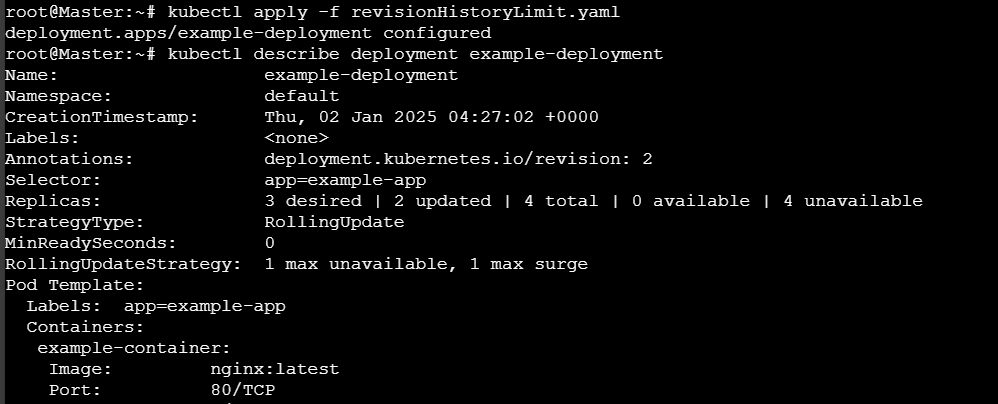 root@Master:~# kubectl apply -f revisionHistoryLimit.yaml
deployment.apps/example-deployment configured
root@Master:~# kubectl describe deployment example-deployment
Name:                   example-deployment
Namespace:              default
CreationTimestamp:      Thu, 02 Jan 2025 04:27:02 +0000
Labels:                 <none>
Annotations:            deployment.kubernetes.io/revision: 2
Selector:               app=example-app
Replicas:               3 desired | 2 updated | 4 total | 0 available | 4 unavailable
StrategyType:           RollingUpdate
MinReadySeconds:        0
RollingUpdateStrategy:  1 max unavailable, 1 max surge
Pod Template:
  Labels:  app=example-app
  Containers:
   example-container:
    Image:         nginx:latest
    Port:          80/TCP